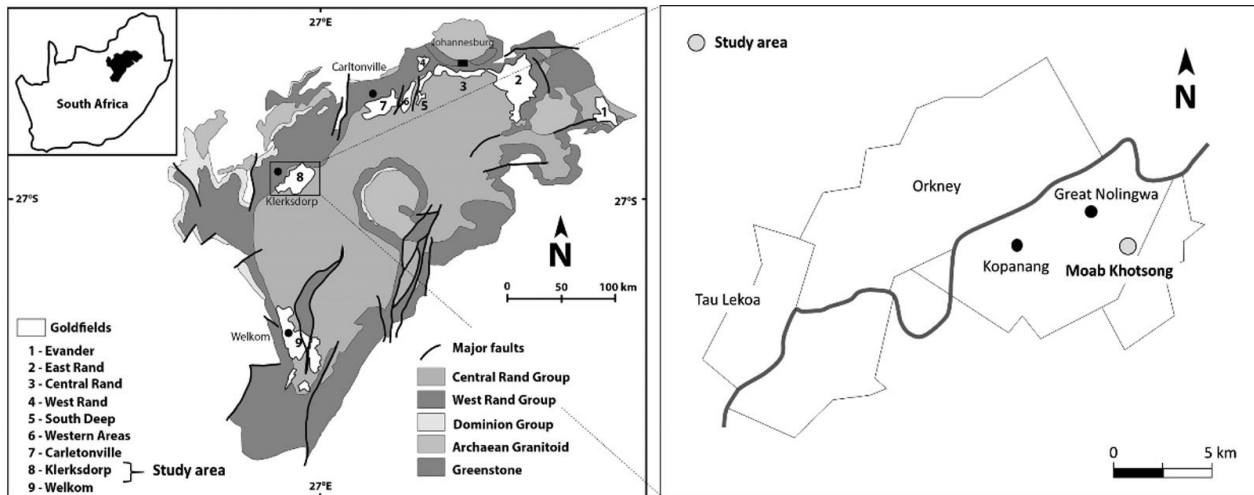 27°E
South Africa
Johannesburg
Carltonville
4
3
2
7
6
5
1
8
Klerksdorp
27°S
27°S
N
0 50 100 km
Welkom
9
Goldfields
1 - Evander
2 - East Rand
3 - Central Rand
4 - West Rand
5 - South Deep
6 - Western Areas
7 - Carletonville
8 - Klerksdorp
9 - Welkom
Study area
Major faults
Central Rand Group
West Rand Group
Dominion Group
Archaean Granitoid
Greenstone
27°E
Study area
N
Orkney
Great Nolingwa
Kopanang
Moab Khotsong
Tau Lekoa
0 5 km